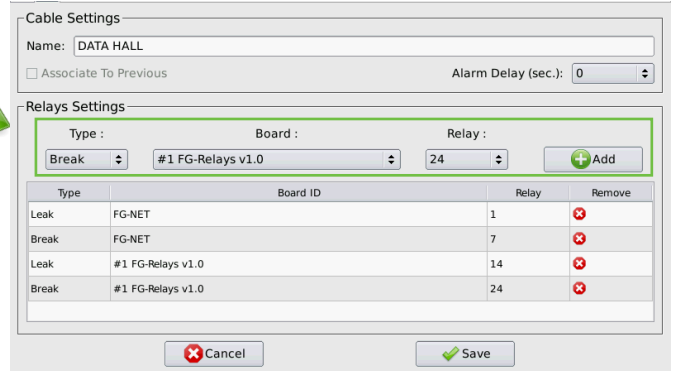 Cable Settings
Name: DATA HALL
Associate To Previous Alarm Delay (sec.): 0
Relays Settings
Type : Board : Relay :
Break #1 FG-Relays v1.0 24 Add
Type Board ID Relay Remove
Leak FG-NET 1
Break FG-NET 7
Leak #1 FG-Relays v1.0 14
Break #1 FG-Relays v1.0 24
Cancel Save